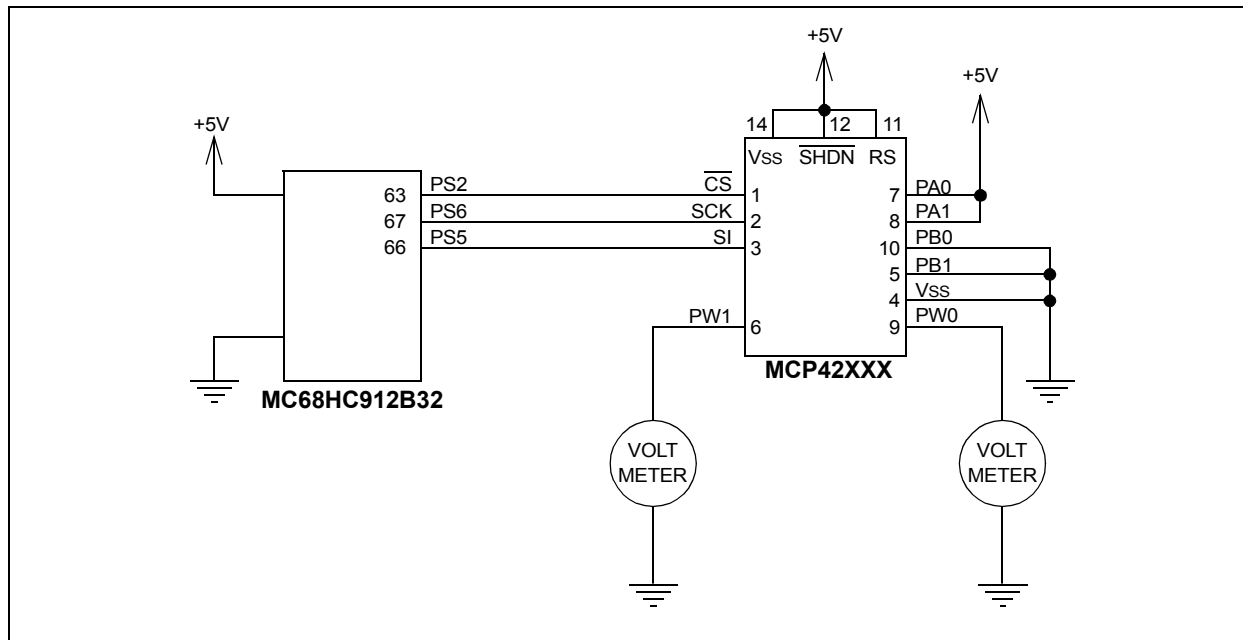 +5V
+5V
+5V
14 12 11
VSS S̅H̅D̅N̅ RS
63 PS2
67 PS6
66 PS5
C̅S̅ 1
SCK 2
SI 3
PW1 6
7 PA0
8 PA1
10 PB0
5 PB1
4 VSS
9 PW0
MCP42XXX
MC68HC912B32
VOLT
METER
VOLT
METER